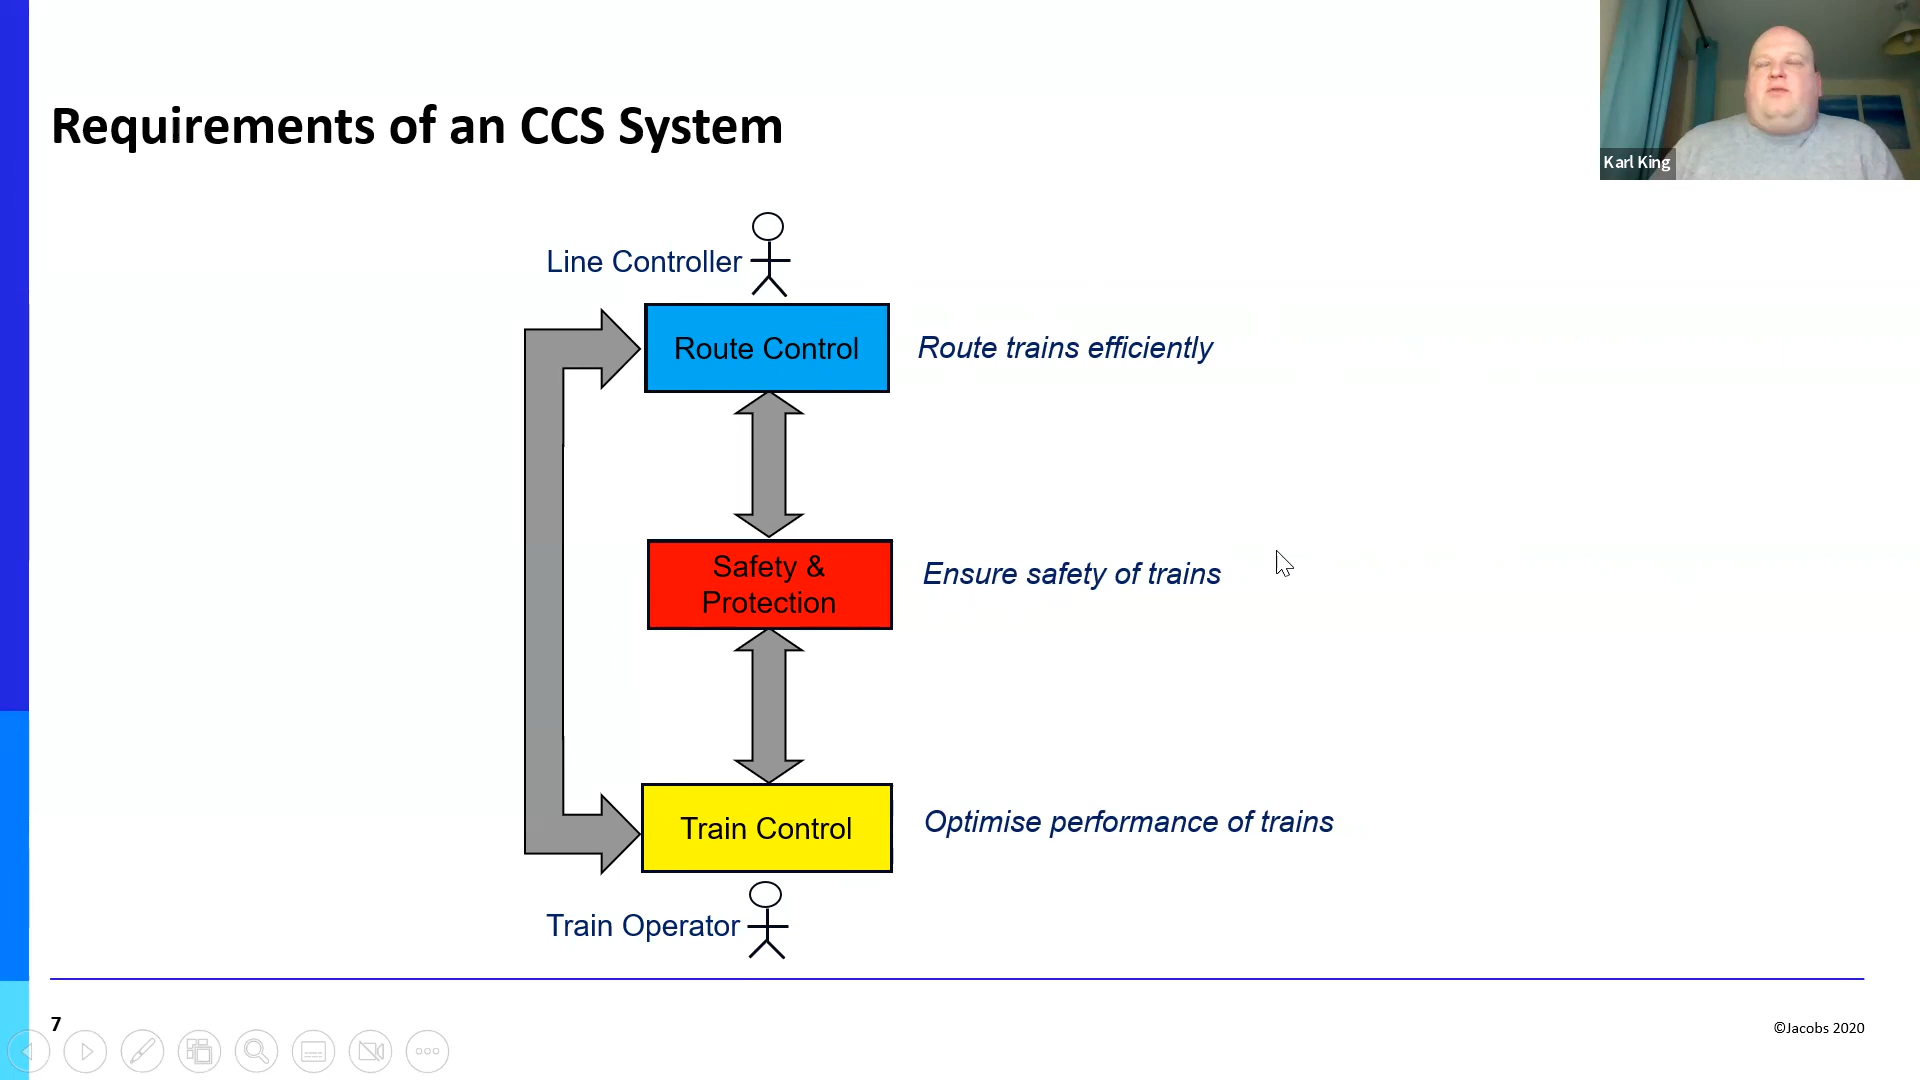 Requirements of an CCS System
Karl King
Line Controller
Route Control
Route trains efficiently
Safety &
Protection
Ensure safety of trains
Train Control
Optimise performance of trains
Train Operator
7
©Jacobs 2020